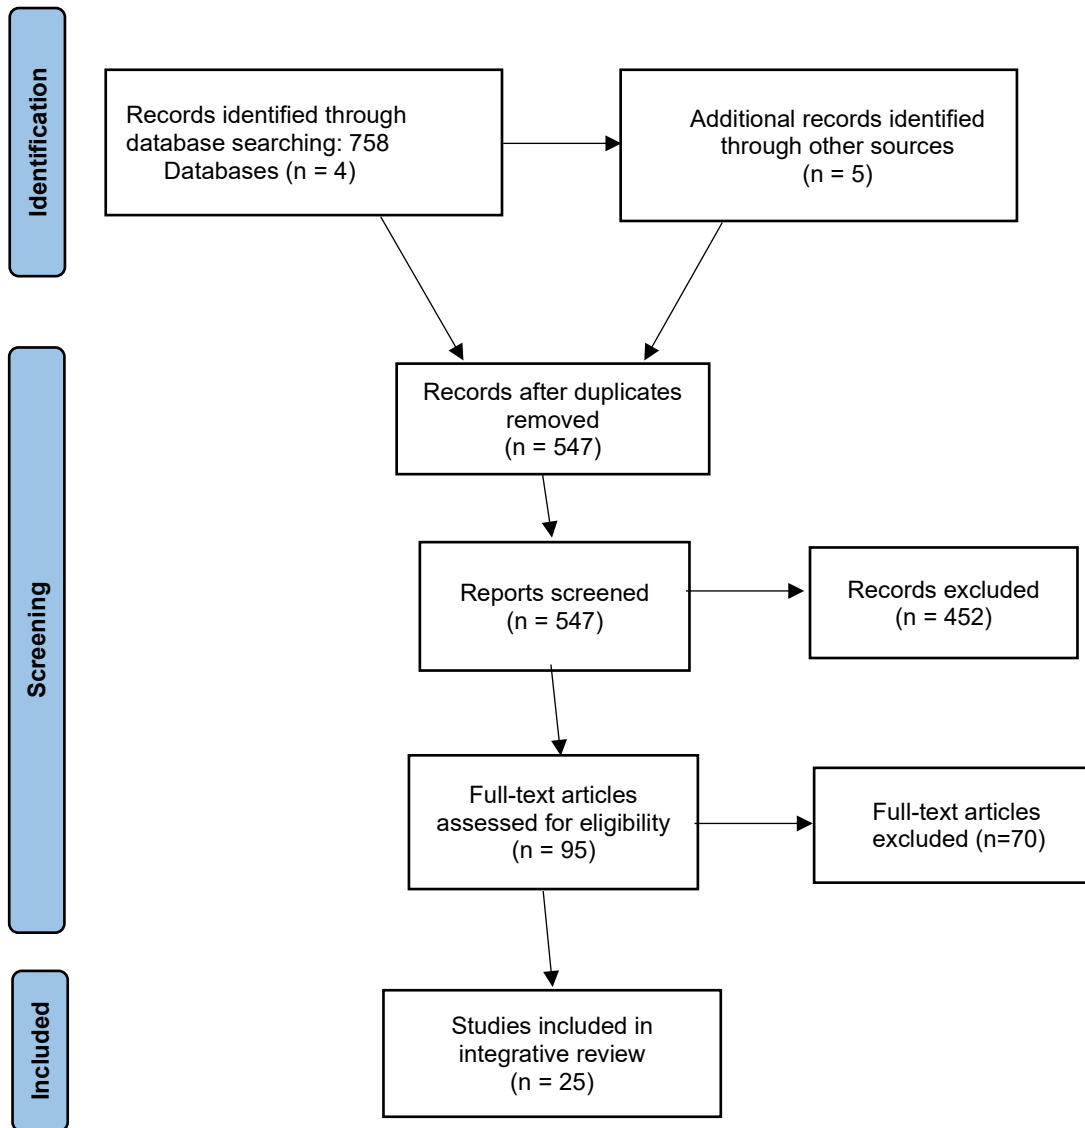 Identification
Records identified through
database searching: 758
Databases (n = 4)
Additional records identified
through other sources
(n = 5)
Screening
Records after duplicates
removed
(n = 547)
Reports screened
(n = 547)
Records excluded
(n = 452)
Full-text articles
assessed for eligibility
(n = 95)
Full-text articles
excluded (n=70)
Included
Studies included in
integrative review
(n = 25)